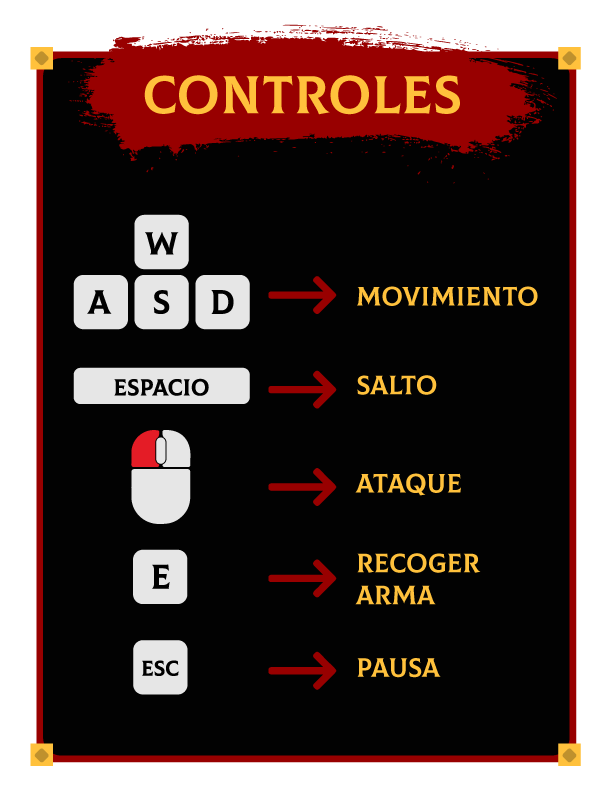 CONTROLES
W
A S D
MOVIMIENTO
ESPACIO
SALTO
ATAQUE
E
RECOGER
ARMA
ESC
PAUSA